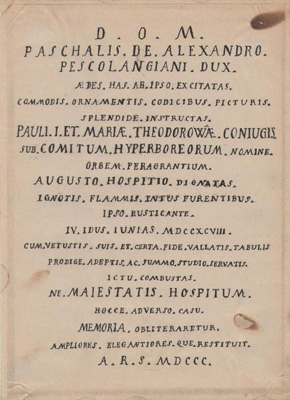 D. O. M.
PASCHALIS. DE. ALEXANDRO.
PESCOLANGIANI. DUX.
ÆDES. HAS. AB. IPSO. EXCITATAS.
COMMODIS. ORNAMENTIS. CODICIBUS. PICTURIS.
SPLENDIDE. INSTRUCTAS.
PAULI. I. ET. MARIÆ. THEODOROWÆ. CONIUGIS.
SUB. COMITUM. HYPERBOREORUM. NOMINE.
ORBEM. PERAGRANTIUM.
AUGUSTO. HOSPITIO. DIGNATAS.
IGNOTIS. FLAMMIS. INTUS FURENTIBUS.
IPSO. RUSTICANTE.
IV. IDUS. IUNIAS. MDCCXCVIII.
CUM. VETUSTIS. SUIS. ET. CERTA. FIDE. VALLATIS. TABULIS
PRODIGE. ADEPTIS. AC. SUMMO. STUDIO. SERVATIS.
ICTU. COMBUSTAS.
NE. MAIESTATIS. HOSPITUM.
HOCCE. ADVERSO. CASU.
MEMORIA. OBLITERARETUR.
AMPLIORES. ELEGANTIORES. QUE. RESTITUIT.
A. R. S. MDCCC.